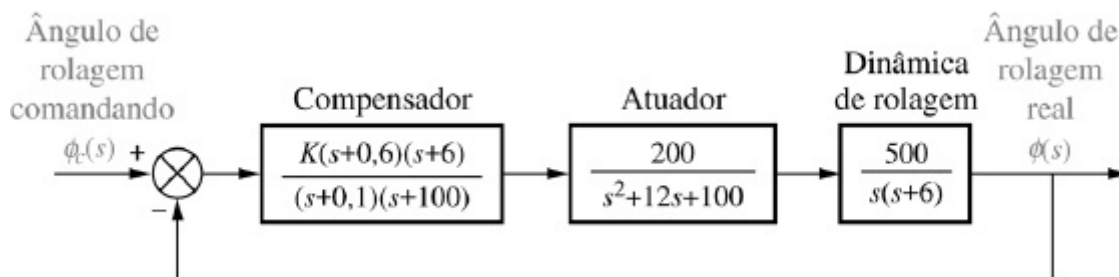 Ângulo de
rolagem
comandando
ϕc(s)
+
−
Compensador
K(s+0,6)(s+6)
(s+0,1)(s+100)
Atuador
200
s²+12s+100
Dinâmica
de rolagem
500
s(s+6)
Ângulo de
rolagem
real
ϕ(s)